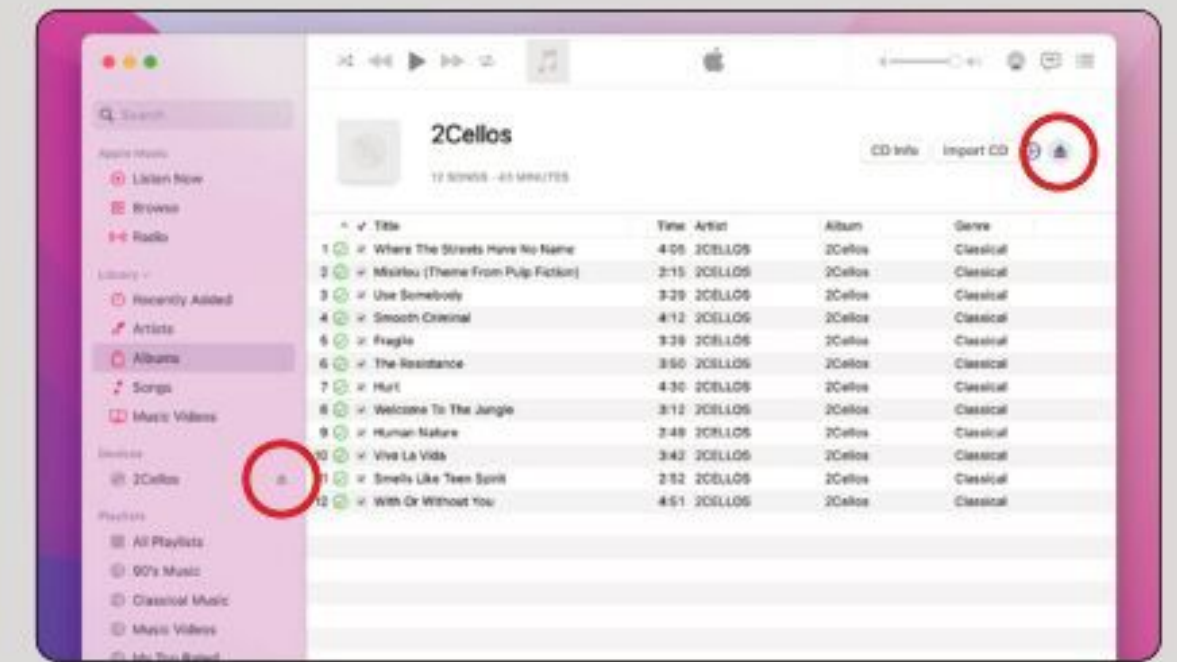 Search
2Cellos
CD Info
Import CD
12 SONGS - 43 MINUTES
Apple Music
Listen Now
Browse
Radio
Library
Recently Added
Artists
Albums
Songs
Music Videos
Devices
2Cellos
Playlists
All Playlists
90's Music
Classical Music
Music Videos
My Top Rated
Title Time Artist Album Genre
1 Where The Streets Have No Name 4:05 2CELLOS 2Cellos Classical
2 Misirlou (Theme From Pulp Fiction) 2:15 2CELLOS 2Cellos Classical
3 Use Somebody 3:29 2CELLOS 2Cellos Classical
4 Smooth Criminal 4:12 2CELLOS 2Cellos Classical
5 Fragile 3:39 2CELLOS 2Cellos Classical
6 The Resistance 3:50 2CELLOS 2Cellos Classical
7 Hurt 4:30 2CELLOS 2Cellos Classical
8 Welcome To The Jungle 3:12 2CELLOS 2Cellos Classical
9 Human Nature 2:49 2CELLOS 2Cellos Classical
10 Viva La Vida 3:42 2CELLOS 2Cellos Classical
11 Smells Like Teen Spirit 2:52 2CELLOS 2Cellos Classical
12 With Or Without You 4:51 2CELLOS 2Cellos Classical